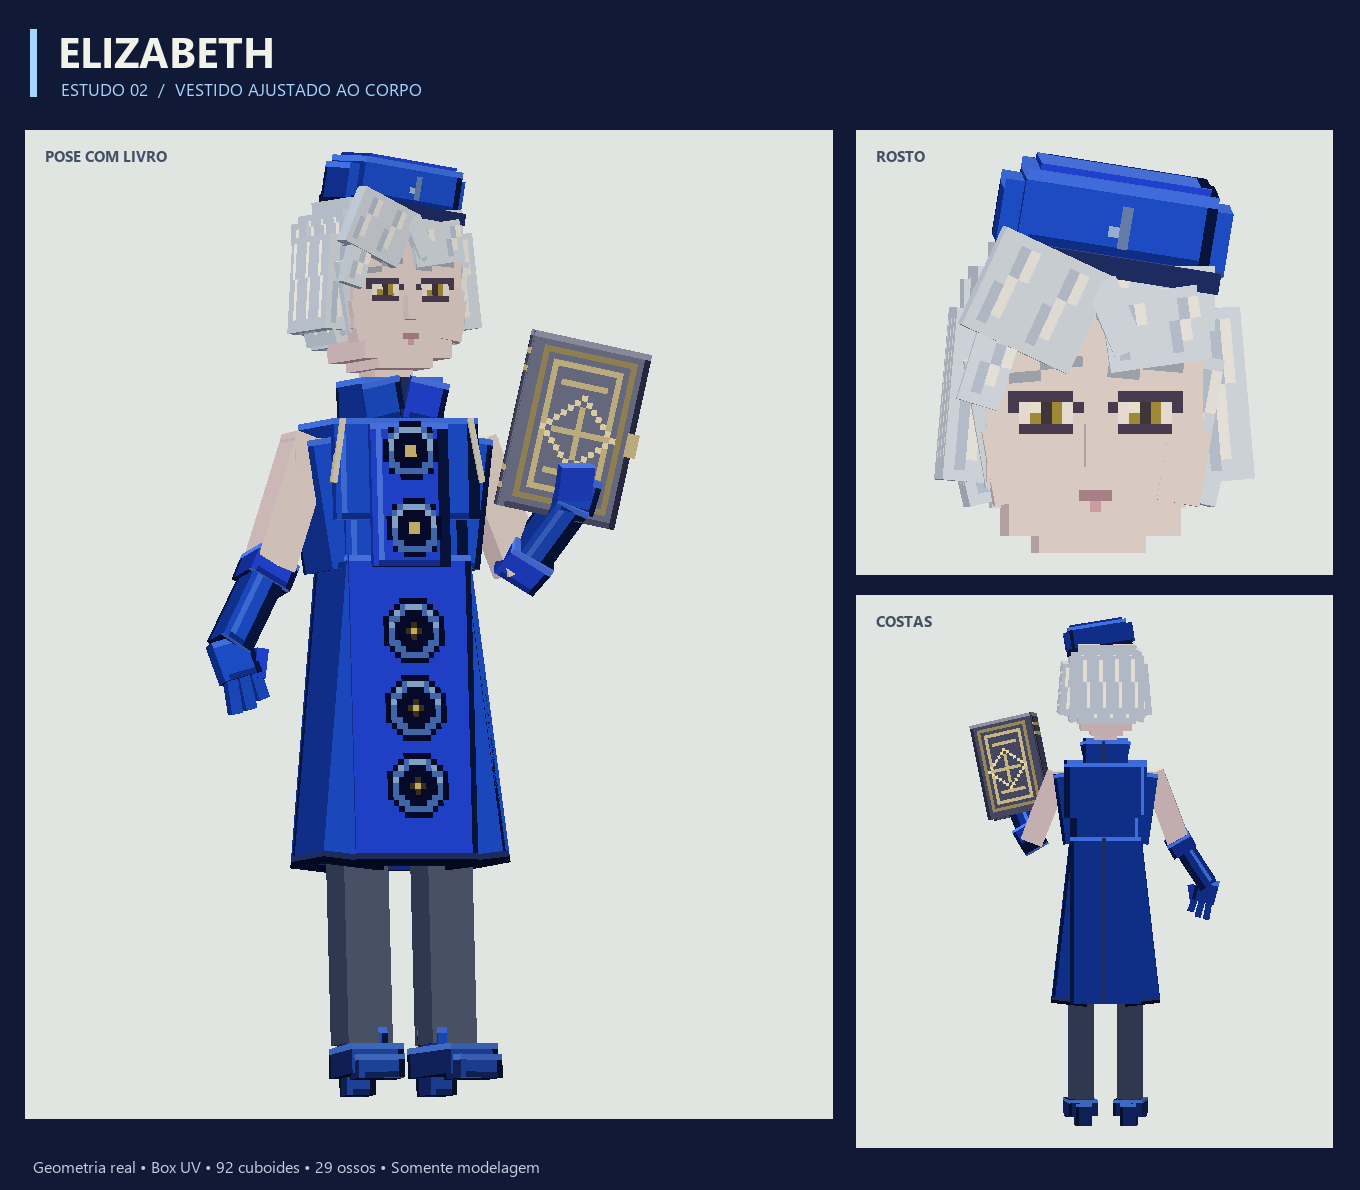 ELIZABETH
ESTUDO 02 / VESTIDO AJUSTADO AO CORPO
POSE COM LIVRO
ROSTO
COSTAS
Geometria real • Box UV • 92 cuboides • 29 ossos • Somente modelagem